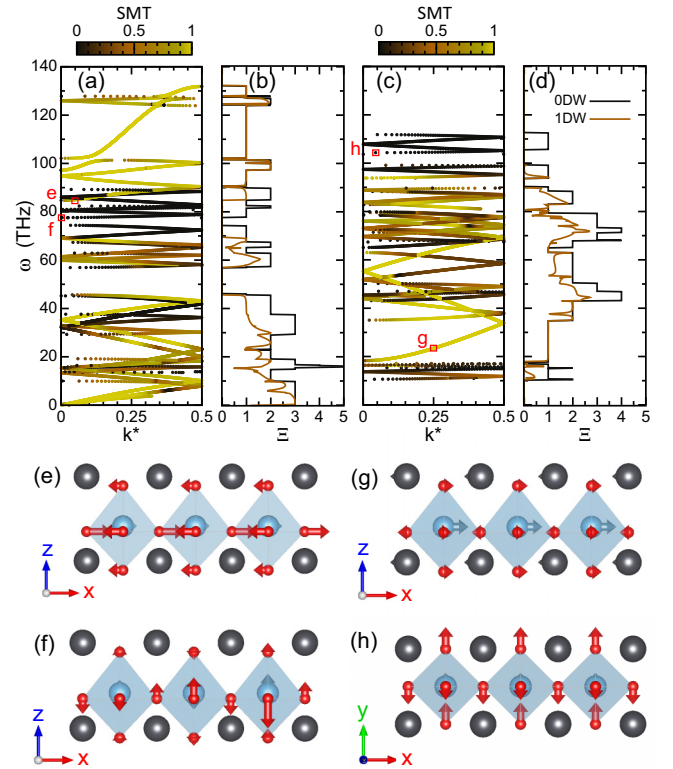 SMT SMT
0 0.5 1 0 0.5 1
(a) (b) (c) (d)
140
120
100
80
60
40
20
0
ω (THz)
0DW
1DW
e
f
g
h
0 0.25 0.5 0 1 2 3 4 5 0 0.25 0.5 0 1 2 3 4 5
k* Ξ k* Ξ
(e) (g)
z x z x
(f) (h)
z x y x